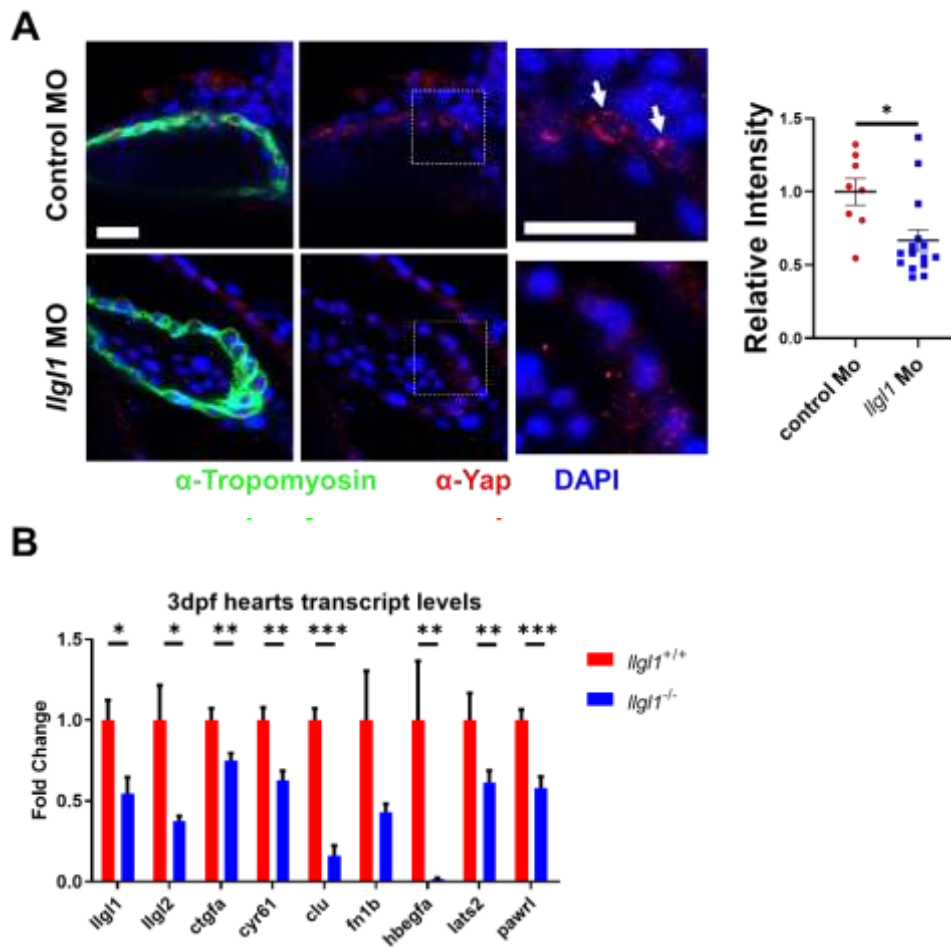 A
Control MO
llgl1 MO
α-Tropomyosin α-Yap DAPI
Relative Intensity
*
1.5
1.0
0.5
0.0
control Mo
llgl1 Mo
B
3dpf hearts transcript levels
* * ** ** *** ** ** ***
Fold Change
1.5
1.0
0.5
0.0
llgl1+/+
llgl1-/-
llgl1 llgl2 ctgfa cyr61 clu fn1b hbegfa lats2 pawrl